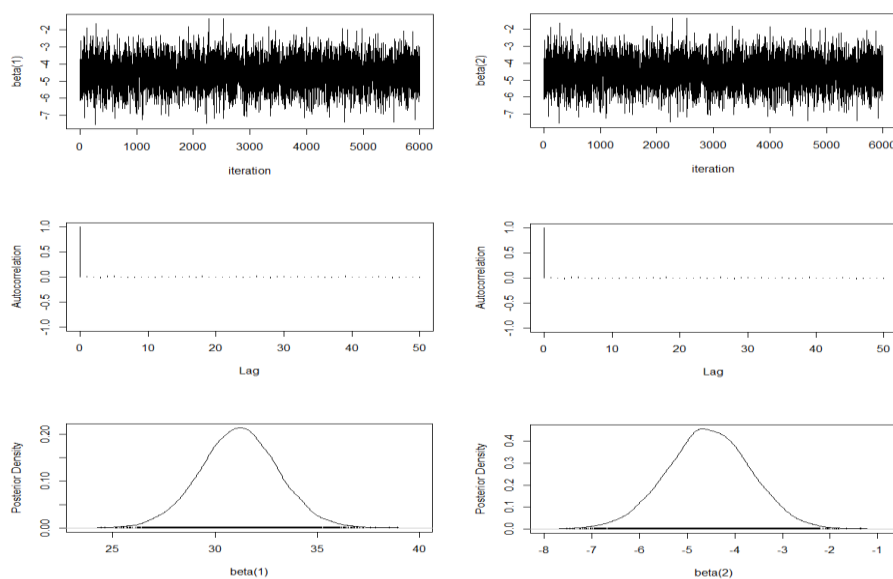 beta(1)
-2
-3
-4
-5
-6
-7
0 1000 2000 3000 4000 5000 6000
iteration
beta(2)
-2
-3
-4
-5
-6
-7
0 1000 2000 3000 4000 5000 6000
iteration
Autocorrelation
1.0
0.5
0.0
-0.5
-1.0
0 10 20 30 40 50
Lag
Autocorrelation
1.0
0.5
0.0
-0.5
-1.0
0 10 20 30 40 50
Lag
Posterior Density
0.20
0.10
0.00
25 30 35 40
beta(1)
Posterior Density
0.4
0.3
0.2
0.1
0.0
-8 -7 -6 -5 -4 -3 -2 -1
beta(2)